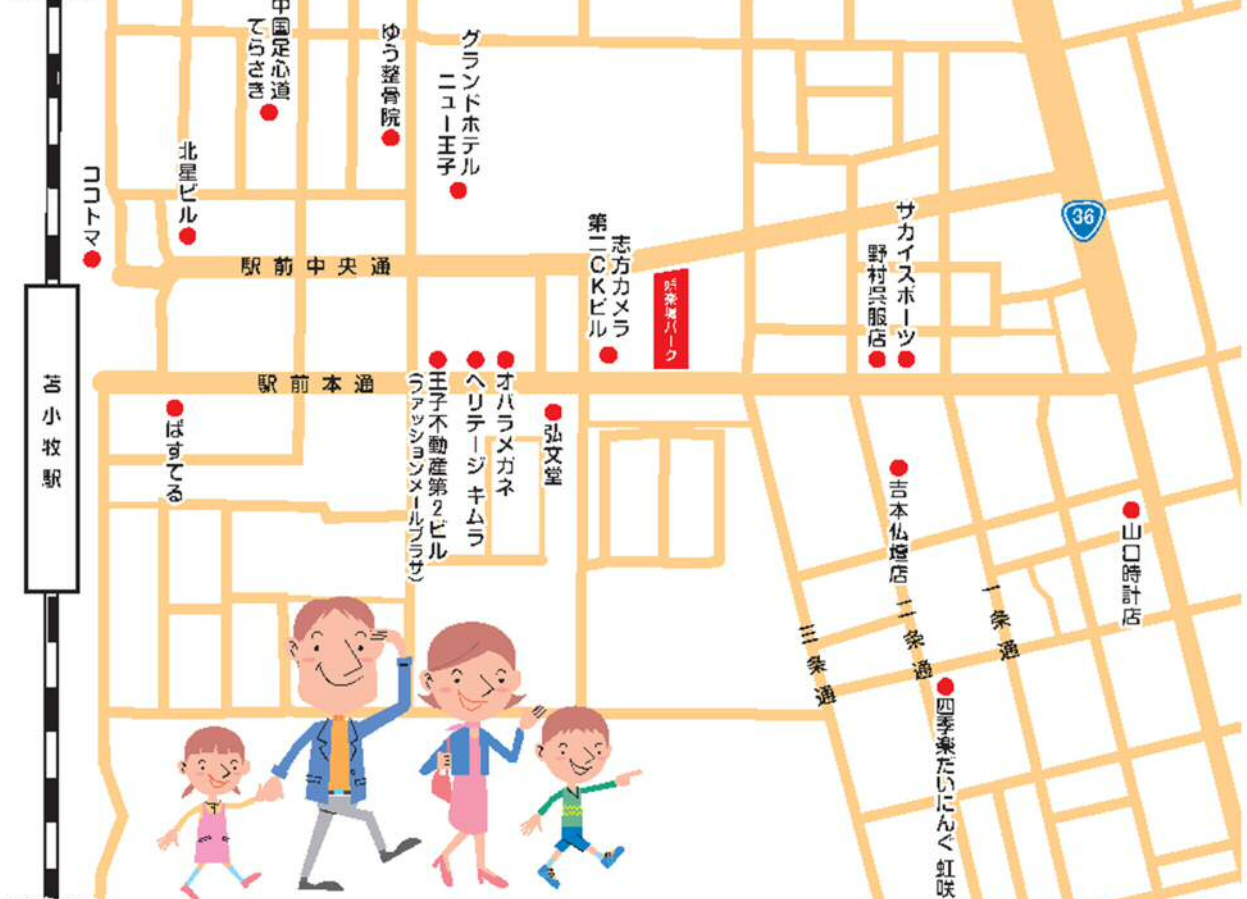 中国足心道
てらさき
ゆう整骨院
グランドホテル
ニュー王子
北星ビル
ココトマ
サカイスポーツ
野村呉服店
36
志方カメラ
第二CKビル
駅前中央通
パーク
駅前本通
苫小牧駅
ぱすてる
王子不動産第2ビル
(ファッションメールプラザ)
ヘリテージ キムラ
オバラメガネ
弘文堂
吉本仏壇店
山口時計店
一条通
二条通
三条通
四季楽だいにんぐ 虹咲